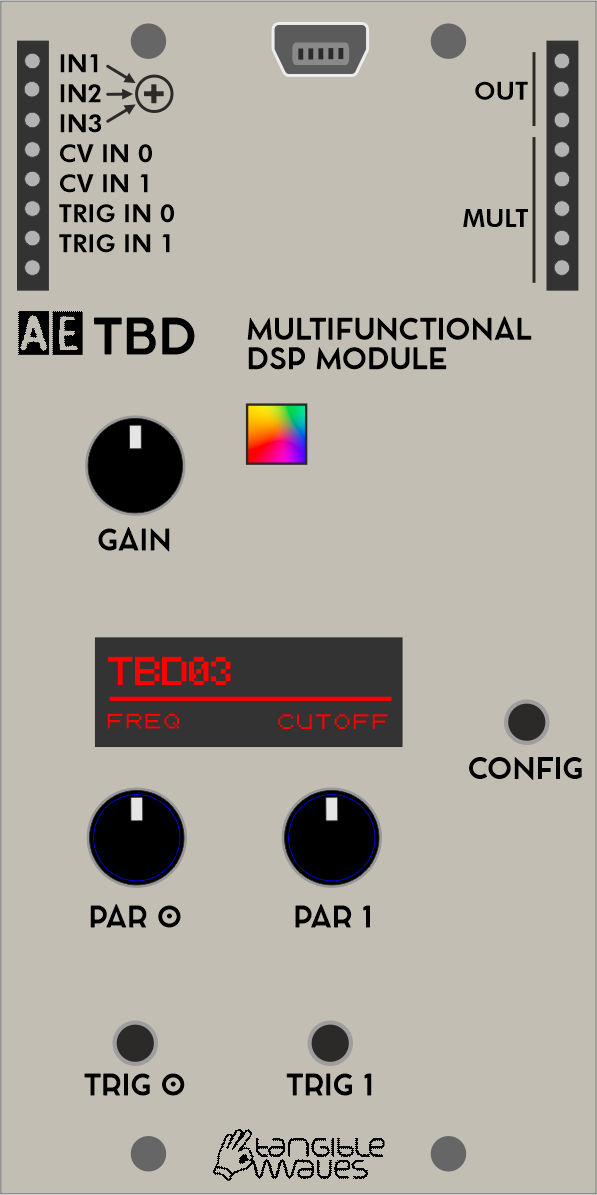 IN1
IN2
IN3
CV IN 0
CV IN 1
TRIG IN 0
TRIG IN 1
OUT
MULT
AE TBD
MULTIFUNCTIONAL
DSP MODULE
GAIN
TBD03
FREQ CUTOFF
CONFIG
PAR 0
PAR 1
TRIG 0
TRIG 1
tangible
waves